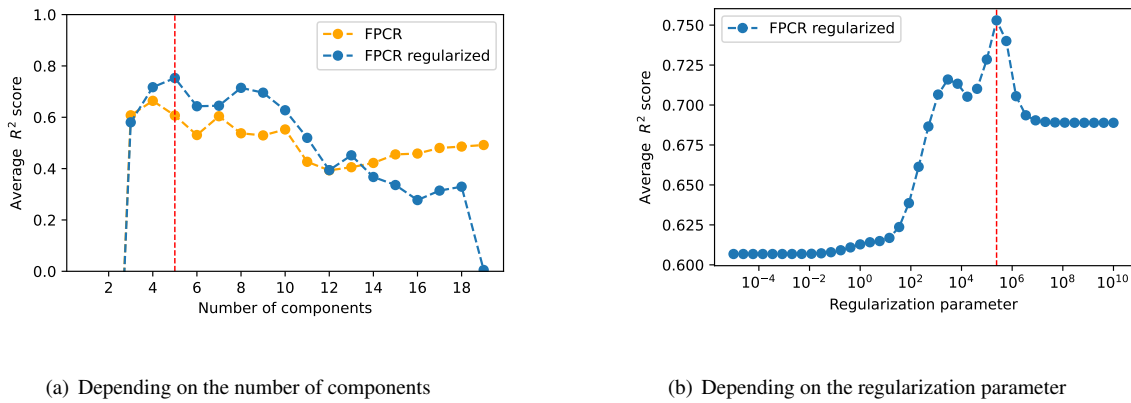 1.0
0.8
0.6
0.4
0.2
0.0
Average R² score
FPCR
FPCR regularized
2 4 6 8 10 12 14 16 18
Number of components
(a) Depending on the number of components
0.750
0.725
0.700
0.675
0.650
0.625
0.600
Average R² score
FPCR regularized
10⁻⁴ 10⁻² 10⁰ 10² 10⁴ 10⁶ 10⁸ 10¹⁰
Regularization parameter
(b) Depending on the regularization parameter